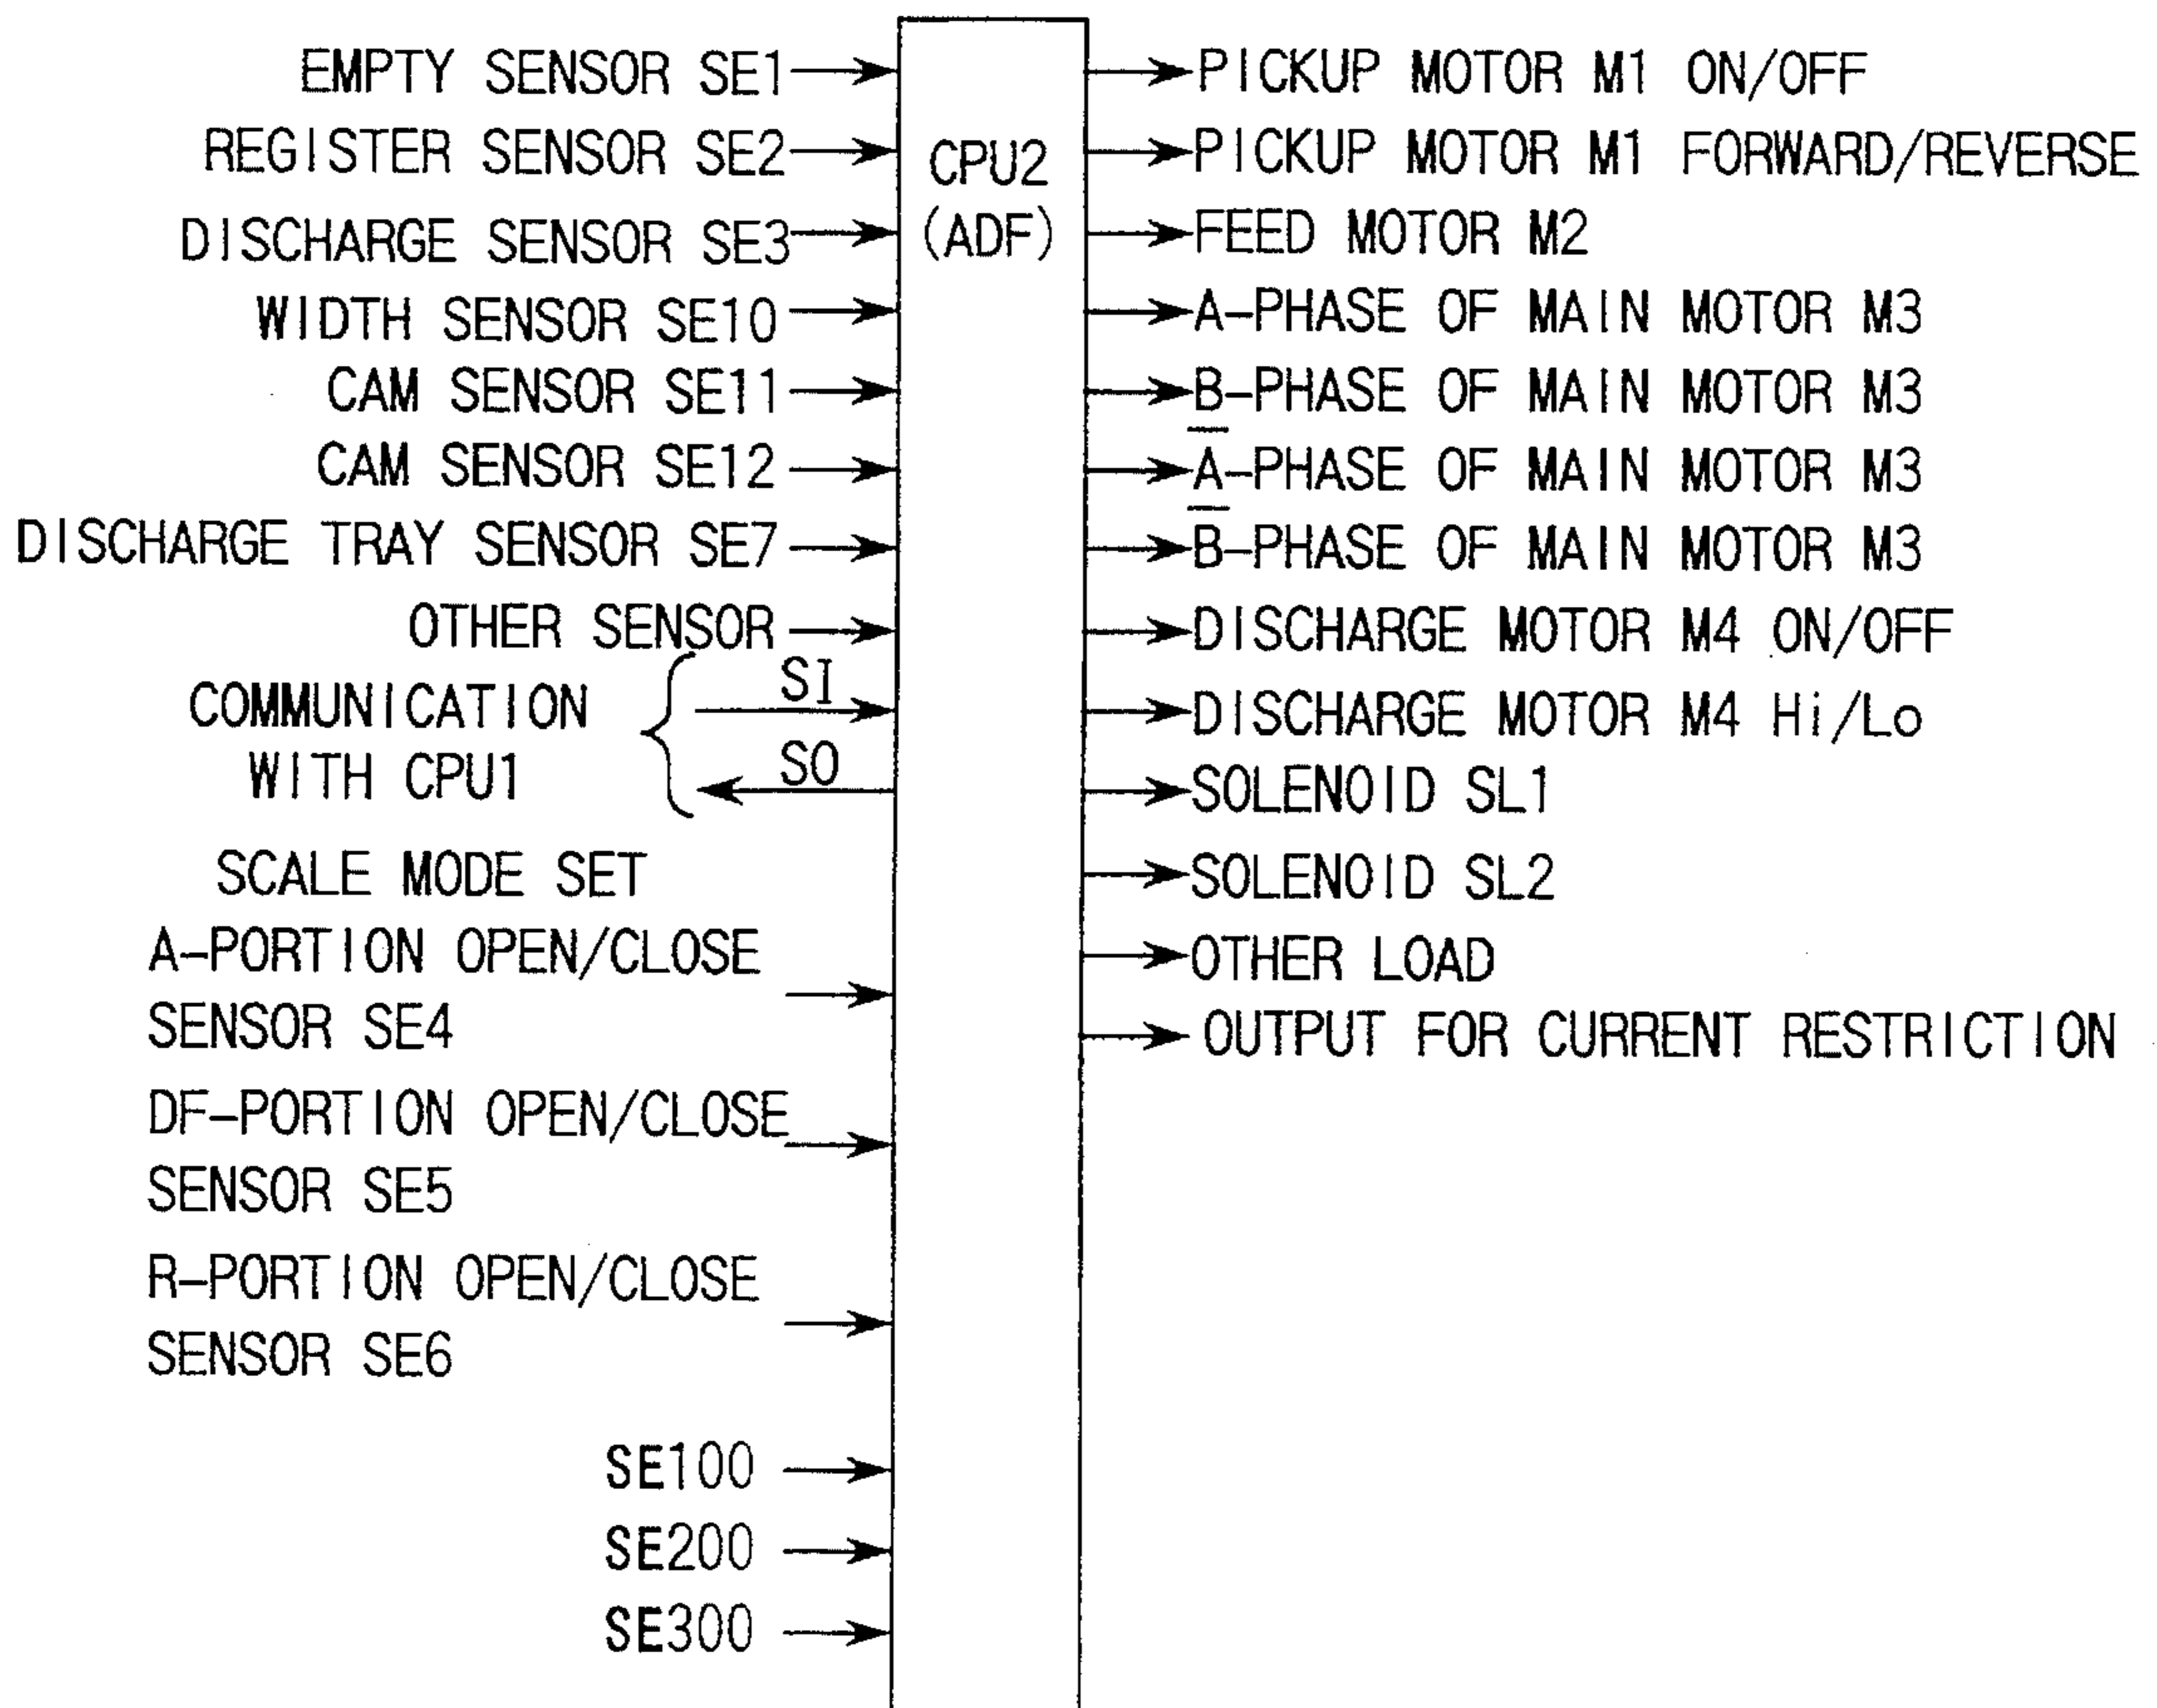 EMPTY SENSOR SE1
REGISTER SENSOR SE2
DISCHARGE SENSOR SE3
WIDTH SENSOR SE10
CAM SENSOR SE11
CAM SENSOR SE12
DISCHARGE TRAY SENSOR SE7
OTHER SENSOR
COMMUNICATION
WITH CPU1
SI
SO
SCALE MODE SET
A-PORTION OPEN/CLOSE
SENSOR SE4
DF-PORTION OPEN/CLOSE
SENSOR SE5
R-PORTION OPEN/CLOSE
SENSOR SE6
SE100
SE200
SE300
CPU2
(ADF)
PICKUP MOTOR M1 ON/OFF
PICKUP MOTOR M1 FORWARD/REVERSE
FEED MOTOR M2
A-PHASE OF MAIN MOTOR M3
B-PHASE OF MAIN MOTOR M3
A̅-PHASE OF MAIN MOTOR M3
B̅-PHASE OF MAIN MOTOR M3
DISCHARGE MOTOR M4 ON/OFF
DISCHARGE MOTOR M4 Hi/Lo
SOLENOID SL1
SOLENOID SL2
OTHER LOAD
OUTPUT FOR CURRENT RESTRICTION